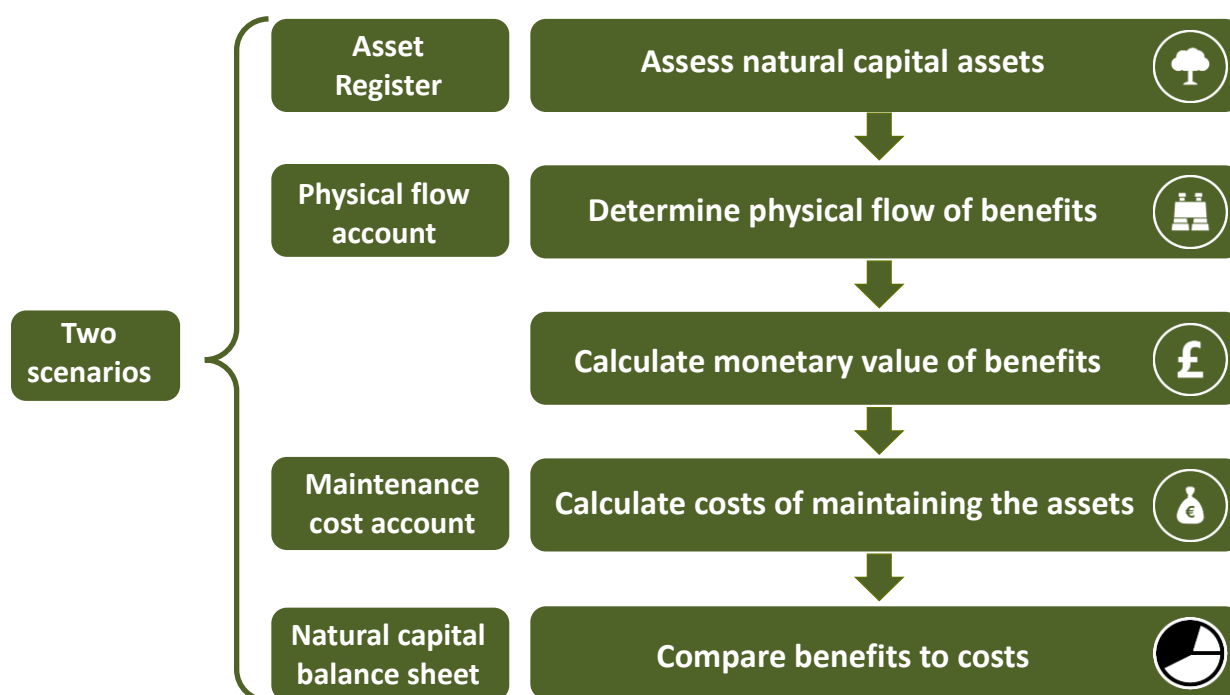 Asset
Register
Assess natural capital assets
Physical flow
account
Determine physical flow of benefits
Two
scenarios
Calculate monetary value of benefits
£
Maintenance
cost account
Calculate costs of maintaining the assets
€
Natural capital
balance sheet
Compare benefits to costs